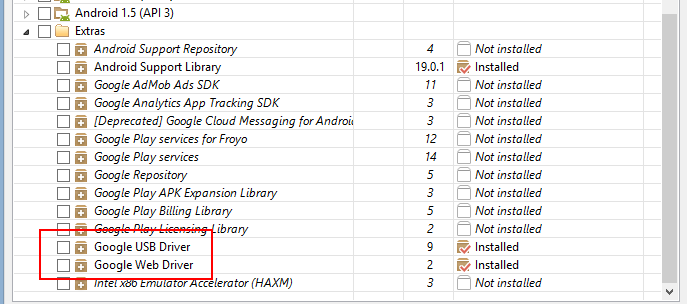 Android 1.5 (API 3)
Extras
Android Support Repository 4 Not installed
Android Support Library 19.0.1 Installed
Google AdMob Ads SDK 11 Not installed
Google Analytics App Tracking SDK 3 Not installed
[Deprecated] Google Cloud Messaging for Android 3 Not installed
Google Play services for Froyo 12 Not installed
Google Play services 14 Not installed
Google Repository 5 Not installed
Google Play APK Expansion Library 3 Not installed
Google Play Billing Library 5 Not installed
Google Play Licensing Library 2 Not installed
Google USB Driver 9 Installed
Google Web Driver 2 Installed
Intel x86 Emulator Accelerator (HAXM) 3 Not installed